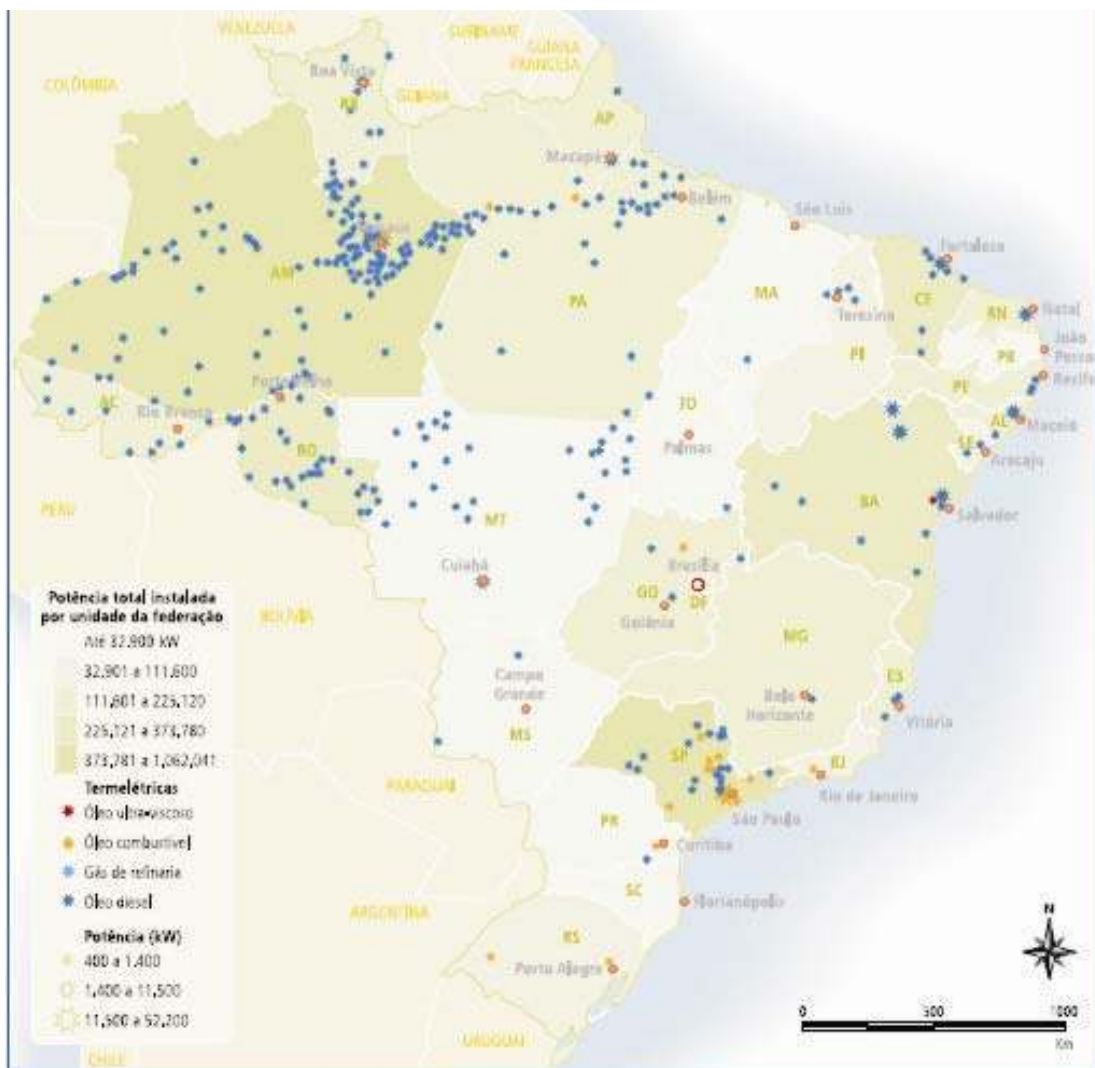 VENEZUELA
SURINAME
GUIANA
FRANCESA
COLÔMBIA
Boa Vista
GUIANA
RR
AP
Macapá
Belém
São Luís
Fortaleza
AM
PA
MA
CE
RN
Natal
Teresina
PB
João
Pessoa
PI
PE
Recife
Porto Velho
AC
Rio Branco
TO
Palmas
AL
Maceió
SE
Aracaju
RO
PERU
MT
BA
Salvador
Cuiabá
Brasília
GO
DF
Goiânia
BOLÍVIA
MG
Campo
Grande
Belo
Horizonte
ES
Vitória
MS
SP
RJ
Rio de Janeiro
PARAGUAI
São Paulo
PR
Curitiba
SC
Florianópolis
ARGENTINA
RS
Porto Alegre
URUGUAI
CHILE
Potência total instalada
por unidade da federação
Até 32.900 kW
32.901 a 111.600
111.601 a 225.120
225.121 a 373.780
373.781 a 1.062.041
Termelétricas
Óleo ultra-viscoso
Óleo combustível
Gás de refinaria
Óleo diesel
Potência (kW)
400 a 1.400
1.400 a 11.500
11.500 a 52.200
N
0 500 1000
Km